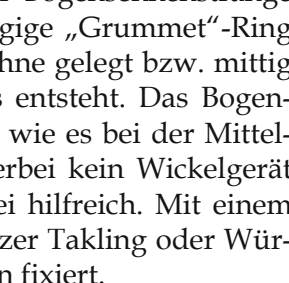 gige „Grummet“-Ring
hne gelegt bzw. mittig
entsteht. Das Bogen-
wie es bei der Mittel-
erbei kein Wickelgerät
ei hilfreich. Mit einem
zer Takling oder Wür-
n fixiert.